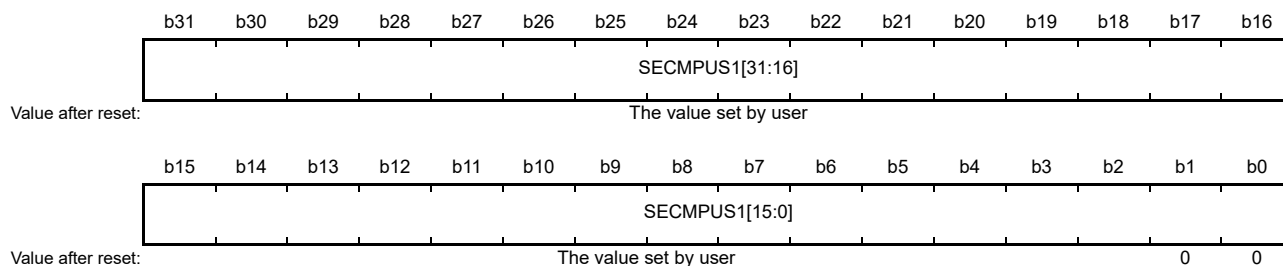 b31 b30 b29 b28 b27 b26 b25 b24 b23 b22 b21 b20 b19 b18 b17 b16
SECMPUS1[31:16]
Value after reset: The value set by user
b15 b14 b13 b12 b11 b10 b9 b8 b7 b6 b5 b4 b3 b2 b1 b0
SECMPUS1[15:0]
Value after reset: The value set by user 0 0